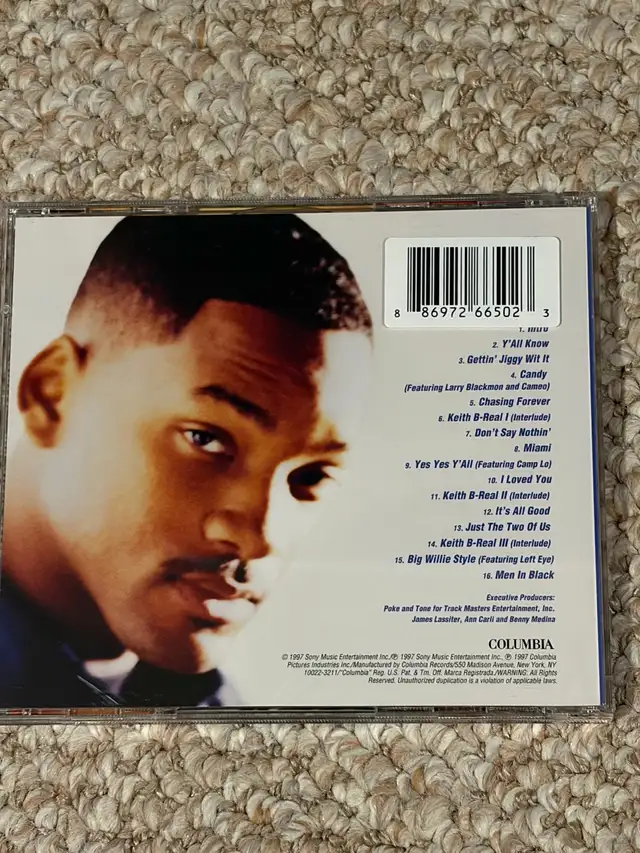 8 86972 66502 3
1. Intro
2. Y'All Know
3. Gettin' Jiggy Wit It
4. Candy
(Featuring Larry Blackmon and Cameo)
5. Chasing Forever
6. Keith B-Real I (Interlude)
7. Don't Say Nothin'
8. Miami
9. Yes Yes Y'All (Featuring Camp Lo)
10. I Loved You
11. Keith B-Real II (Interlude)
12. It's All Good
13. Just The Two Of Us
14. Keith B-Real III (Interlude)
15. Big Willie Style (Featuring Left Eye)
16. Men In Black
Executive Producers:
Poke and Tone for Track Masters Entertainment, Inc.
James Lassiter, Ann Carli and Benny Medina
COLUMBIA
© 1997 Sony Music Entertainment Inc./℗ 1997 Sony Music Entertainment Inc., ℗ 1997 Columbia
Pictures Industries Inc./Manufactured by Columbia Records/550 Madison Avenue, New York, NY
10022-3211/"Columbia" Reg. U.S. Pat. & Tm. Off. Marca Registrada./WARNING: All Rights
Reserved. Unauthorized duplication is a violation of applicable laws.